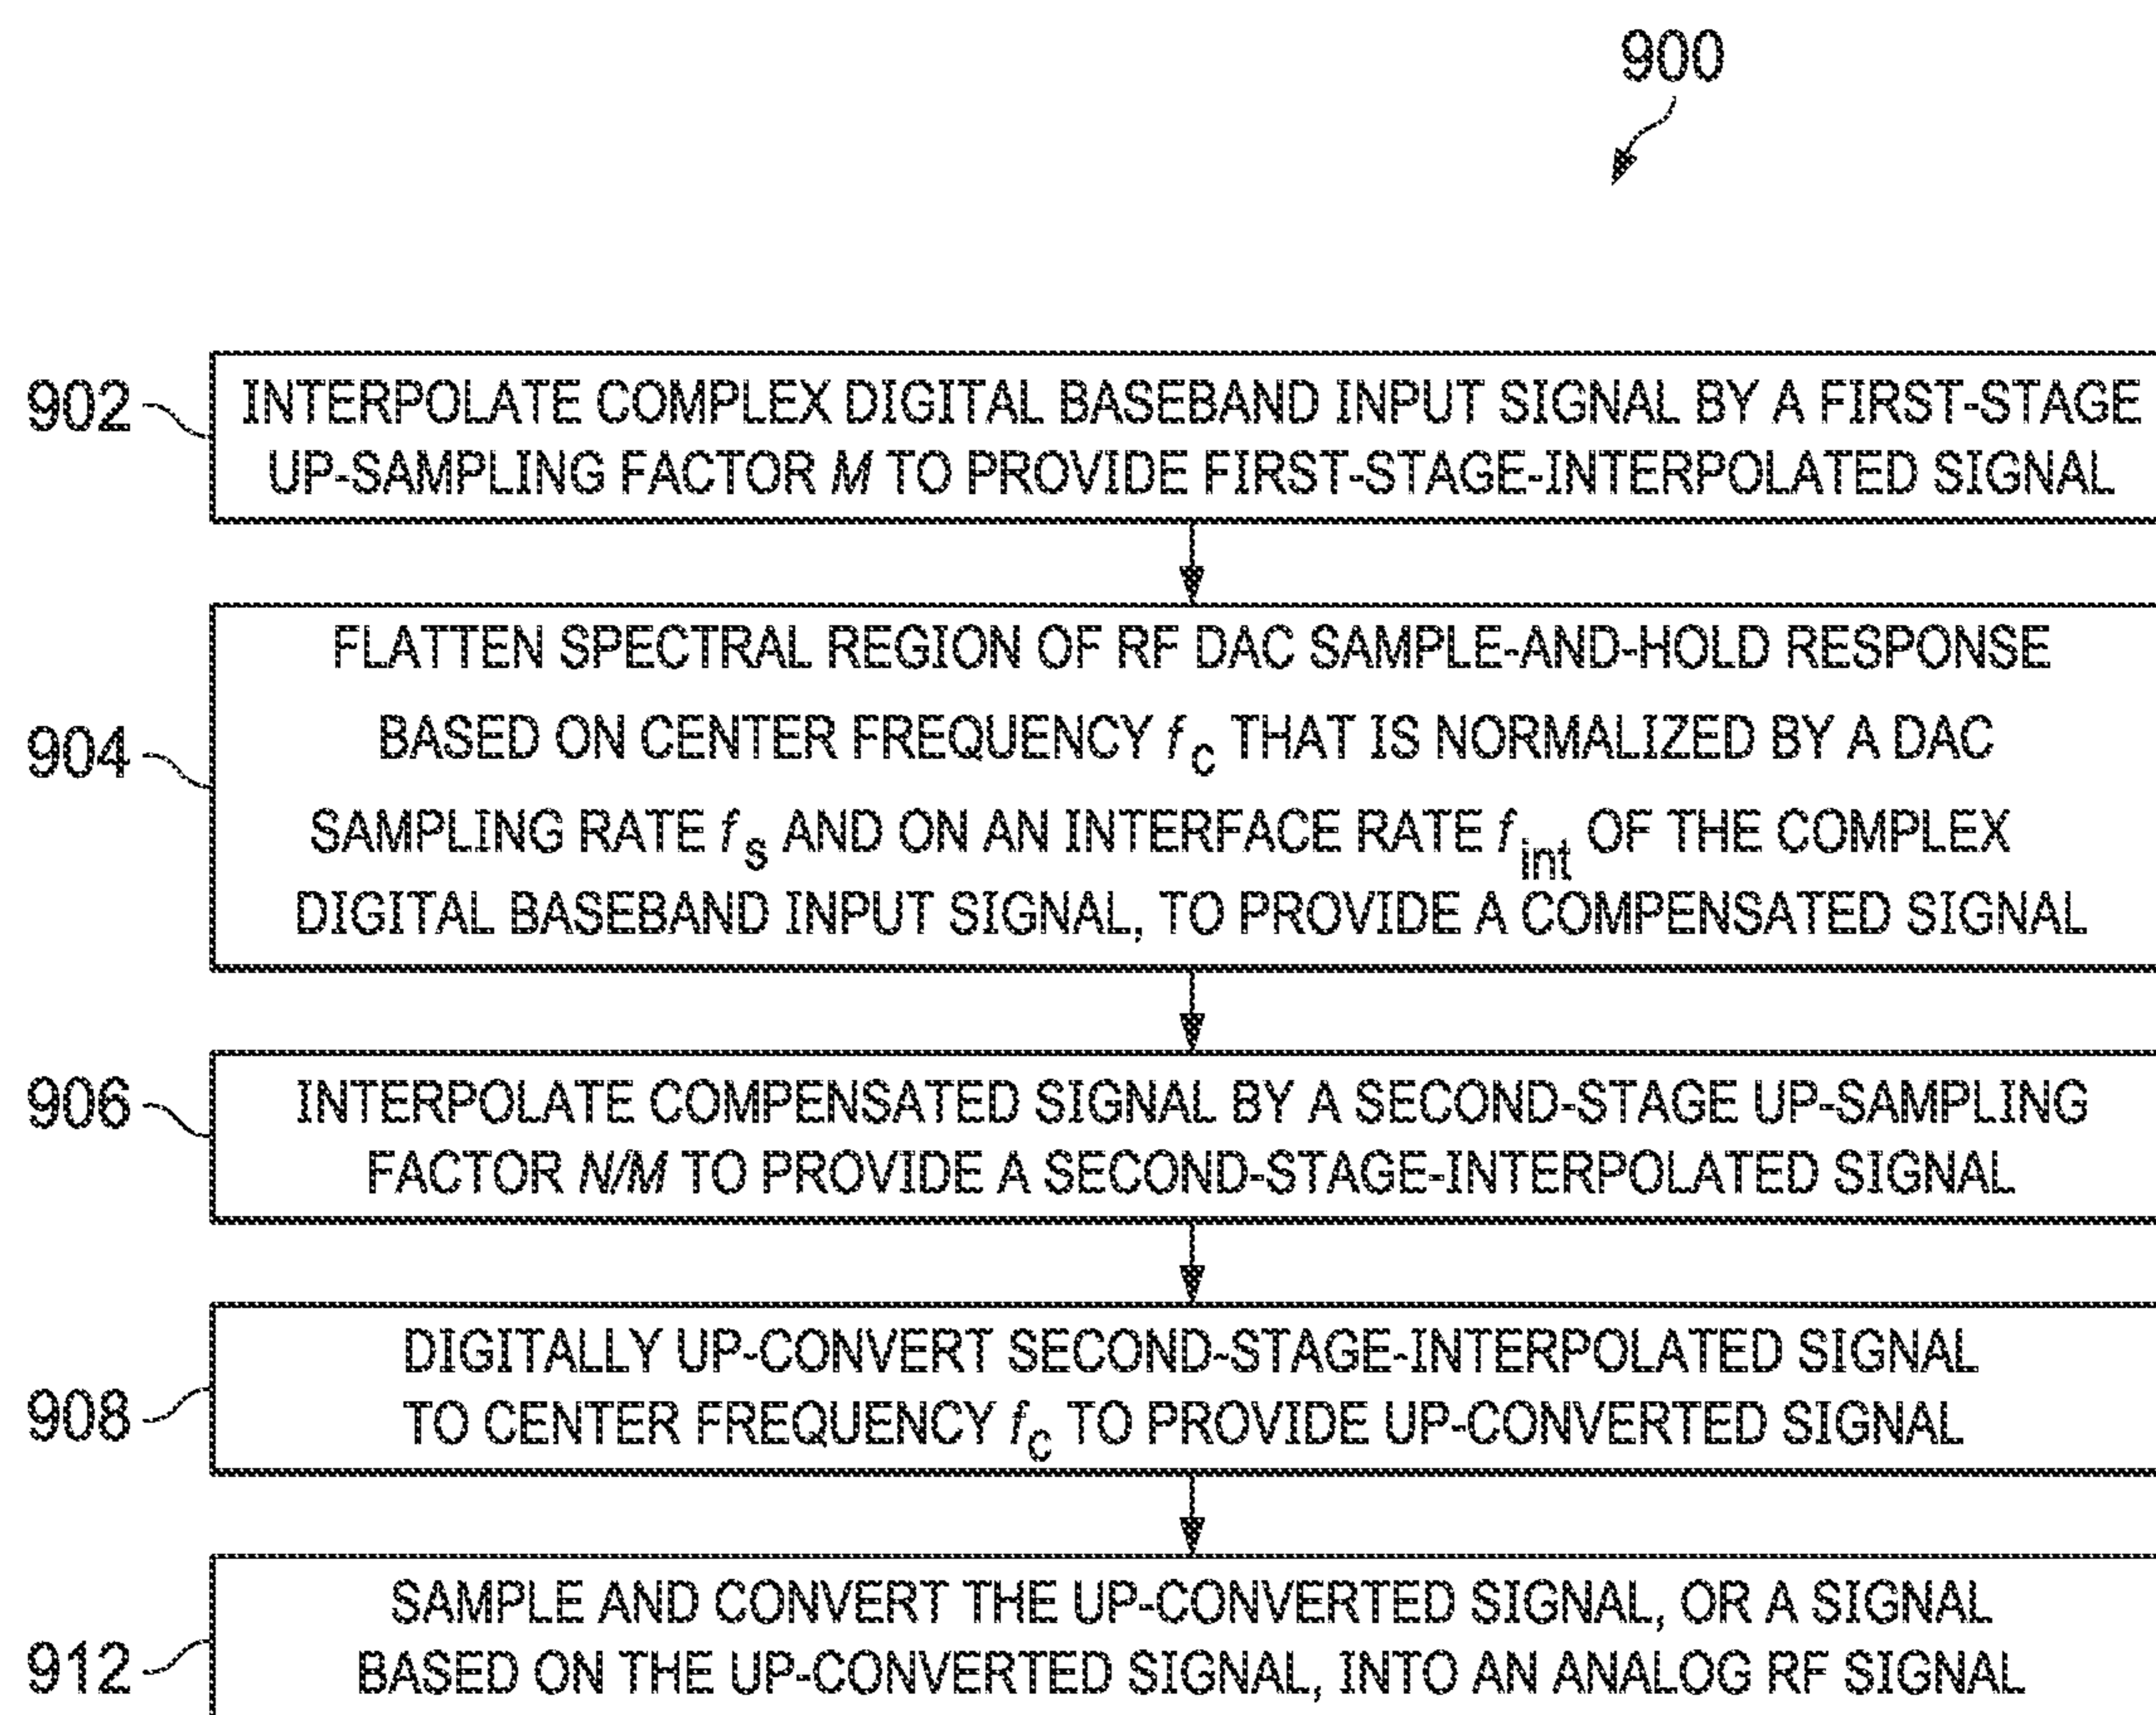 900
902
INTERPOLATE COMPLEX DIGITAL BASEBAND INPUT SIGNAL BY A FIRST-STAGE
UP-SAMPLING FACTOR M TO PROVIDE FIRST-STAGE-INTERPOLATED SIGNAL
904
FLATTEN SPECTRAL REGION OF RF DAC SAMPLE-AND-HOLD RESPONSE
BASED ON CENTER FREQUENCY fc THAT IS NORMALIZED BY A DAC
SAMPLING RATE fs AND ON AN INTERFACE RATE fint OF THE COMPLEX
DIGITAL BASEBAND INPUT SIGNAL, TO PROVIDE A COMPENSATED SIGNAL
906
INTERPOLATE COMPENSATED SIGNAL BY A SECOND-STAGE UP-SAMPLING
FACTOR N/M TO PROVIDE A SECOND-STAGE-INTERPOLATED SIGNAL
908
DIGITALLY UP-CONVERT SECOND-STAGE-INTERPOLATED SIGNAL
TO CENTER FREQUENCY fc TO PROVIDE UP-CONVERTED SIGNAL
912
SAMPLE AND CONVERT THE UP-CONVERTED SIGNAL, OR A SIGNAL
BASED ON THE UP-CONVERTED SIGNAL, INTO AN ANALOG RF SIGNAL